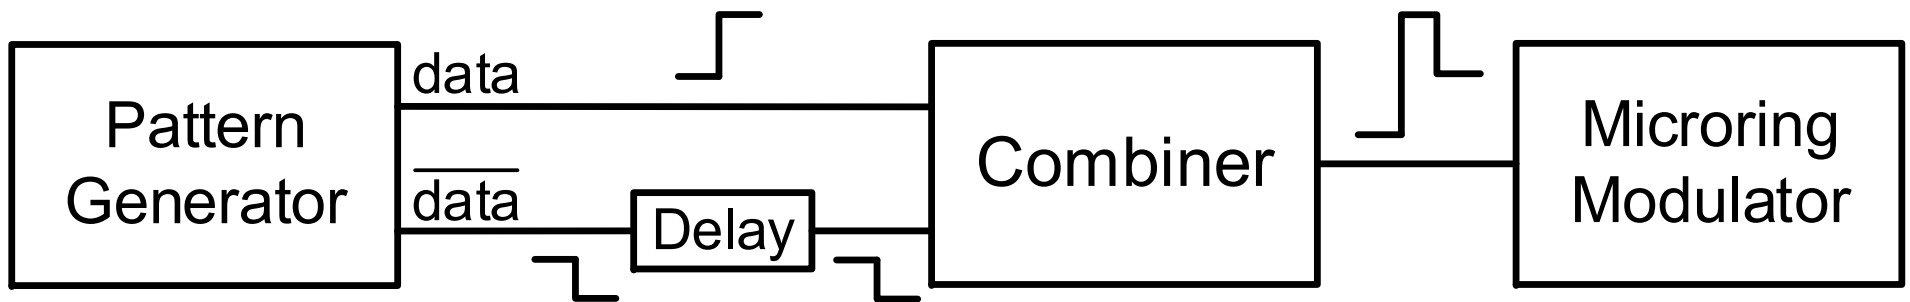 Pattern
Generator
data
data
Delay
Combiner
Microring
Modulator